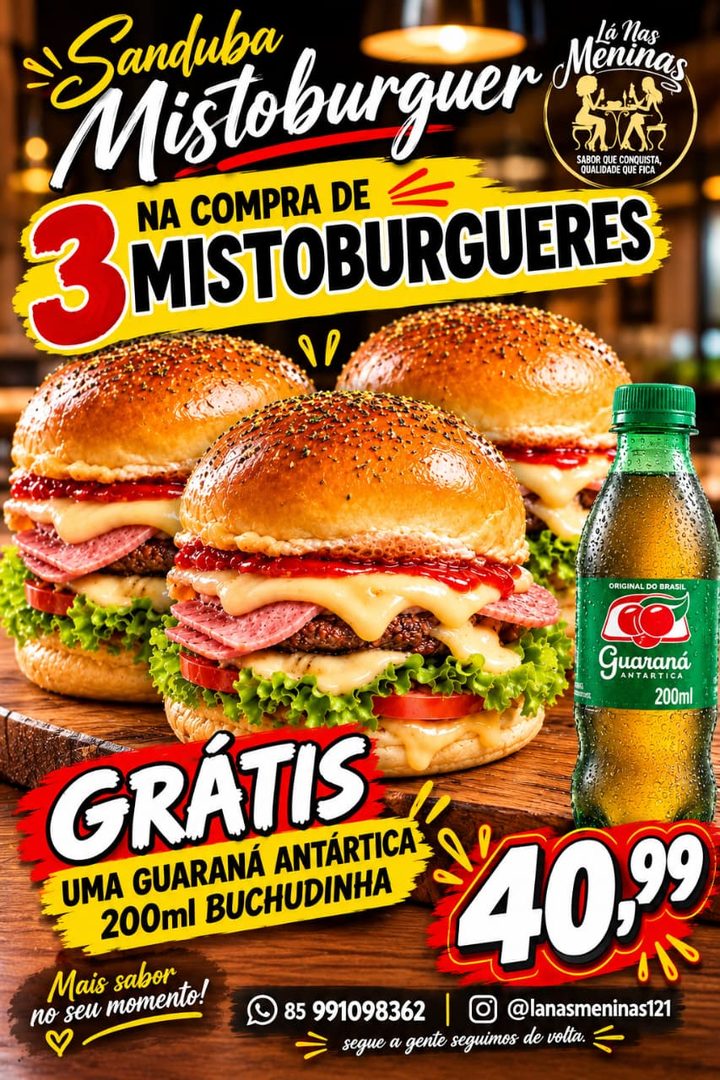 Sanduba
Mistoburguer
Lá Nas
Meninas
SABOR QUE CONQUISTA,
QUALIDADE QUE FICA
3 NA COMPRA DE
MISTOBURGUERES
ORIGINAL DO BRASIL
Guaraná
ANTARTICA
200ml
GRÁTIS
UMA GUARANÁ ANTÁRTICA
200ml BUCHUDINHA
40,99
Mais sabor
no seu momento!
85 991098362 | @lanasmeninas121
segue a gente seguimos de volta.